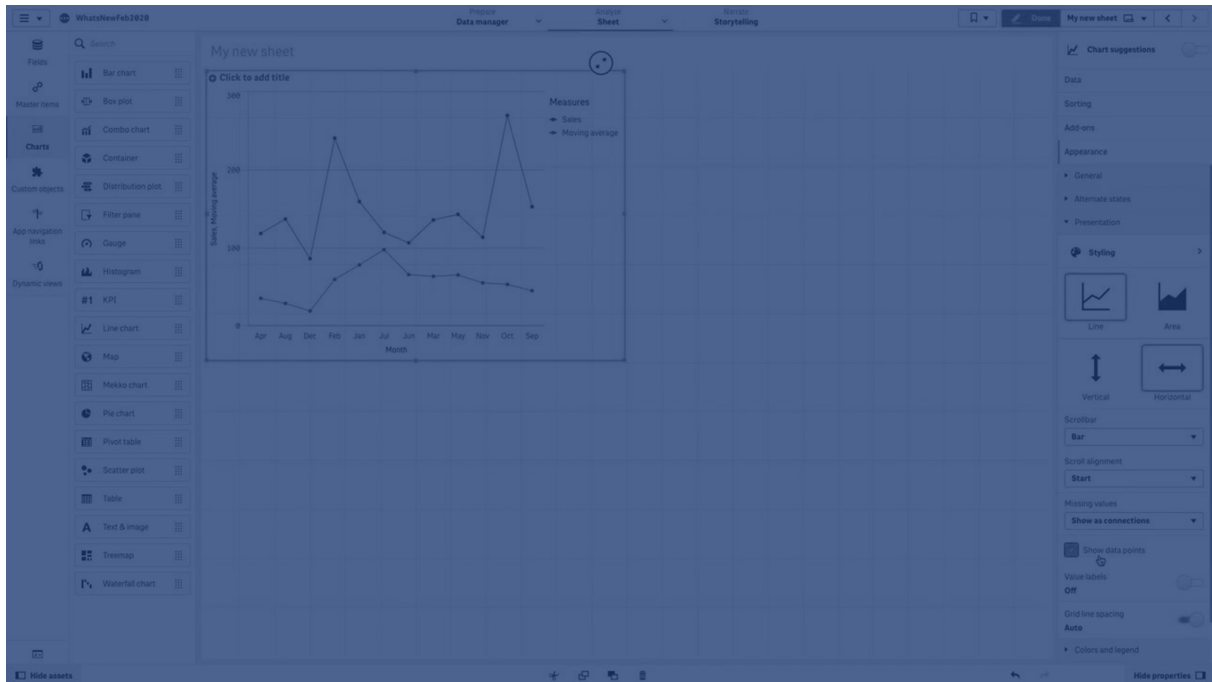 WhatsNewFeb2020
Prepare
Data manager
Analyze
Sheet
Narrate
Storytelling
Done
My new sheet
Fields
Master items
Charts
Custom objects
App navigation
links
Dynamic views
Search
Bar chart
Box plot
Combo chart
Container
Distribution plot
Filter pane
Gauge
Histogram
#1 KPI
Line chart
Map
Mekko chart
Pie chart
Pivot table
Scatter plot
Table
A Text & image
Treemap
Waterfall chart
My new sheet
Click to add title
300
200
100
0
Sales, Moving average
Apr Aug Dec Feb Jan Jul Jun Mar May Nov Oct Sep
Month
Measures
Sales
Moving average
Chart suggestions
Data
Sorting
Add-ons
Appearance
General
Alternate states
Presentation
Styling
Line Area
Vertical Horizontal
Scrollbar
Bar
Scroll alignment
Start
Missing values
Show as connections
Show data points
Value labels
Off
Grid line spacing
Auto
Colors and legend
Hide assets
Hide properties